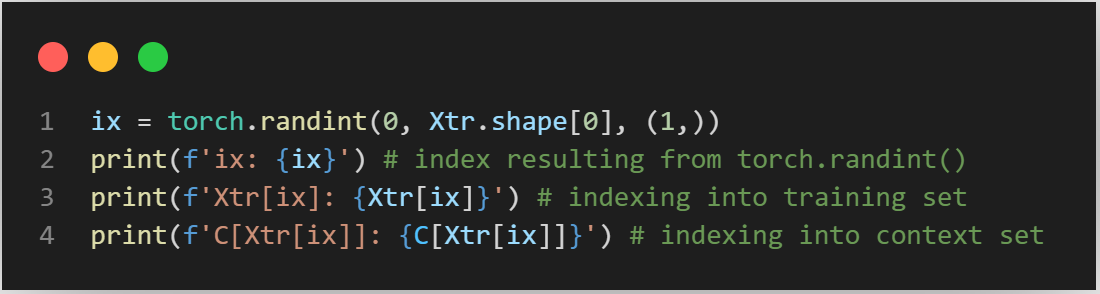 1 ix = torch.randint(0, Xtr.shape[0], (1,))
2 print(f'ix: {ix}') # index resulting from torch.randint()
3 print(f'Xtr[ix]: {Xtr[ix]}') # indexing into training set
4 print(f'C[Xtr[ix]]: {C[Xtr[ix]]}') # indexing into context set